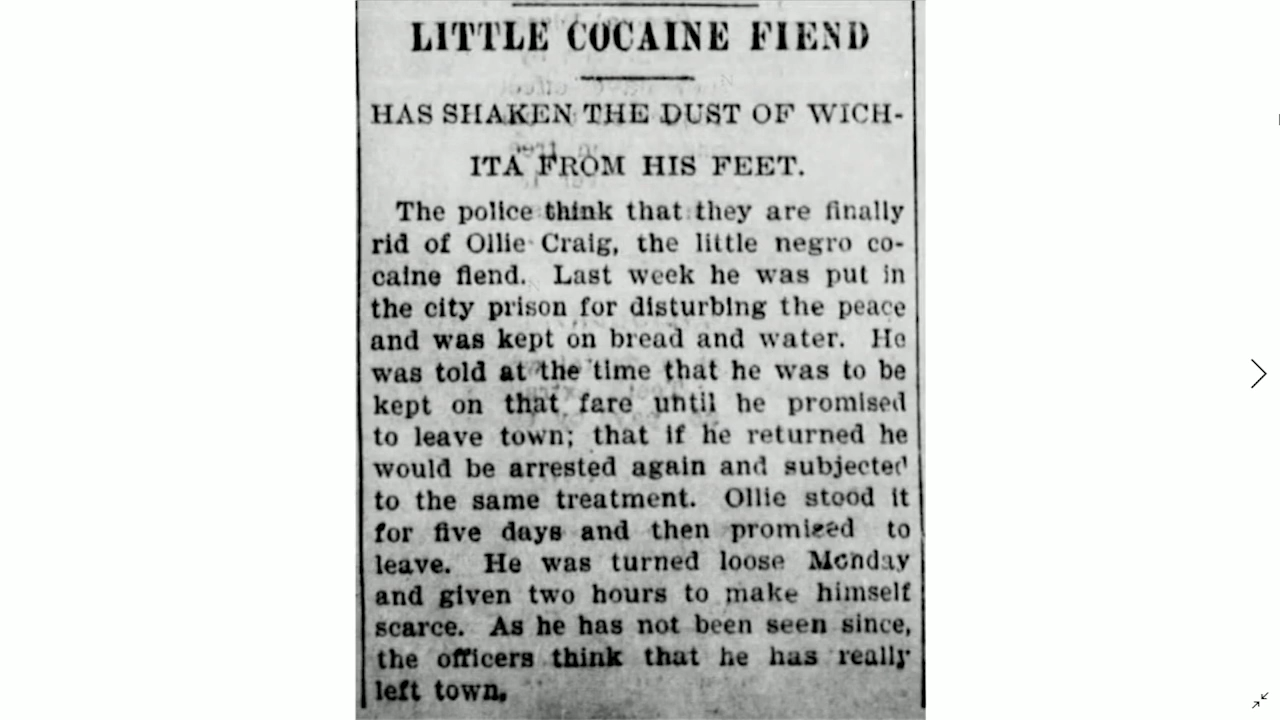 LITTLE COCAINE FIEND
HAS SHAKEN THE DUST OF WICH-
ITA FROM HIS FEET.
The police think that they are finally
rid of Ollie Craig, the little negro co-
caine fiend. Last week he was put in
the city prison for disturbing the peace
and was kept on bread and water. He
was told at the time that he was to be
kept on that fare until he promised
to leave town; that if he returned he
would be arrested again and subjected
to the same treatment. Ollie stood it
for five days and then promised to
leave. He was turned loose Monday
and given two hours to make himself
scarce. As he has not been seen since,
the officers think that he has really
left town.